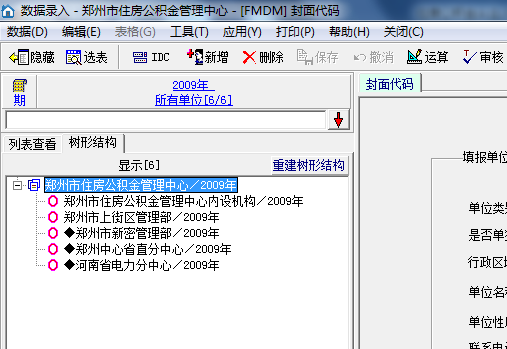 数据录入 - 郑州市住房公积金管理中心 - [FMDM] 封面代码
数据(D) 编辑(E) 表格(G) 工具(T) 应用(Y) 打印(P) 帮助(H) 关闭(C)
隐藏 选表 IDC 新增 删除 保存 撤消 运算 审核
期 2009年
所有单位[6/6]
封面代码
列表查看 树形结构
显示[6] 重建树形结构
郑州市住房公积金管理中心／2009年
郑州市住房公积金管理中心内设机构／2009年
郑州市上街区管理部／2009年
◆郑州市新密管理部／2009年
◆郑州中心省直分中心／2009年
◆河南省电力分中心／2009年
填报单位
单位类
是否单
行政区
单位名
单位性
联系电